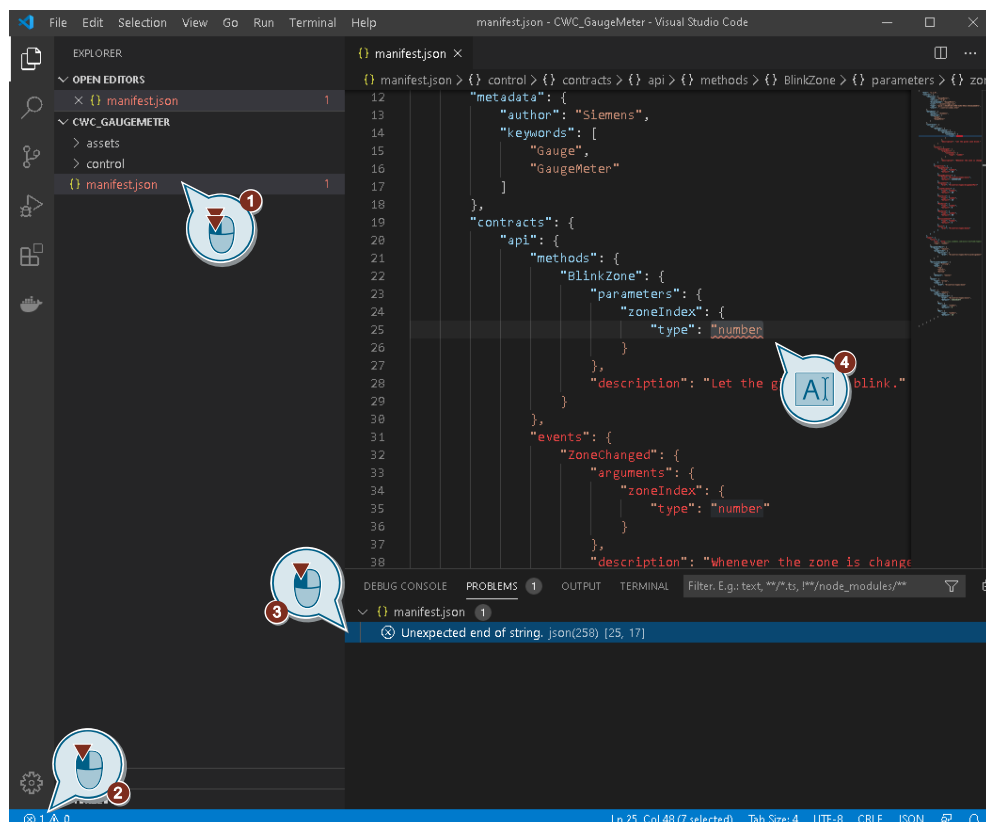 File Edit Selection View Go Run Terminal Help manifest.json - CWC_GaugeMeter - Visual Studio Code
EXPLORER
OPEN EDITORS
{} manifest.json 1
CWC_GAUGEMETER
assets
control
{} manifest.json 1
1
{} manifest.json
{} manifest.json > {} control > {} contracts > {} api > {} methods > {} BlinkZone > {} parameters > {} zo
12 "metadata": {
13 "author": "Siemens",
14 "keywords": [
15 "Gauge",
16 "GaugeMeter"
17 ]
18 },
19 "contracts": {
20 "api": {
21 "methods": {
22 "BlinkZone": {
23 "parameters": {
24 "zoneIndex": {
25 "type": "number
26 }
27 },
28 "description": "Let the g blink."
29 }
30 },
31 "events": {
32 "ZoneChanged": {
33 "arguments": {
34 "zoneIndex": {
35 "type": "number"
36 }
37 },
38 "description": "Whenever the zone is change
4
AI
DEBUG CONSOLE PROBLEMS 1 OUTPUT TERMINAL Filter. E.g.: text, **/*.ts, !**/node_modules/**
{} manifest.json 1
Unexpected end of string. json(258) [25, 17]
3
2
1 0 Ln 25, Col 48 (7 selected) Tab Size: 4 UTF-8 CRLF JSON